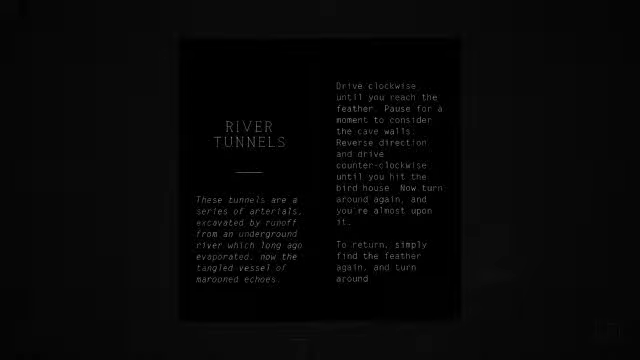 RIVER
TUNNELS
These tunnels are a
series of arterials,
excavated by runoff
from an underground
river which long ago
evaporated, now the
tangled vessel of
marooned echoes.
Drive clockwise
until you reach the
feather. Pause for a
moment to consider
the cave walls.
Reverse direction
and drive
counter-clockwise
until you hit the
bird house. Now turn
around again, and
you're almost upon
it.
To return, simply
find the feather
again, and turn
around